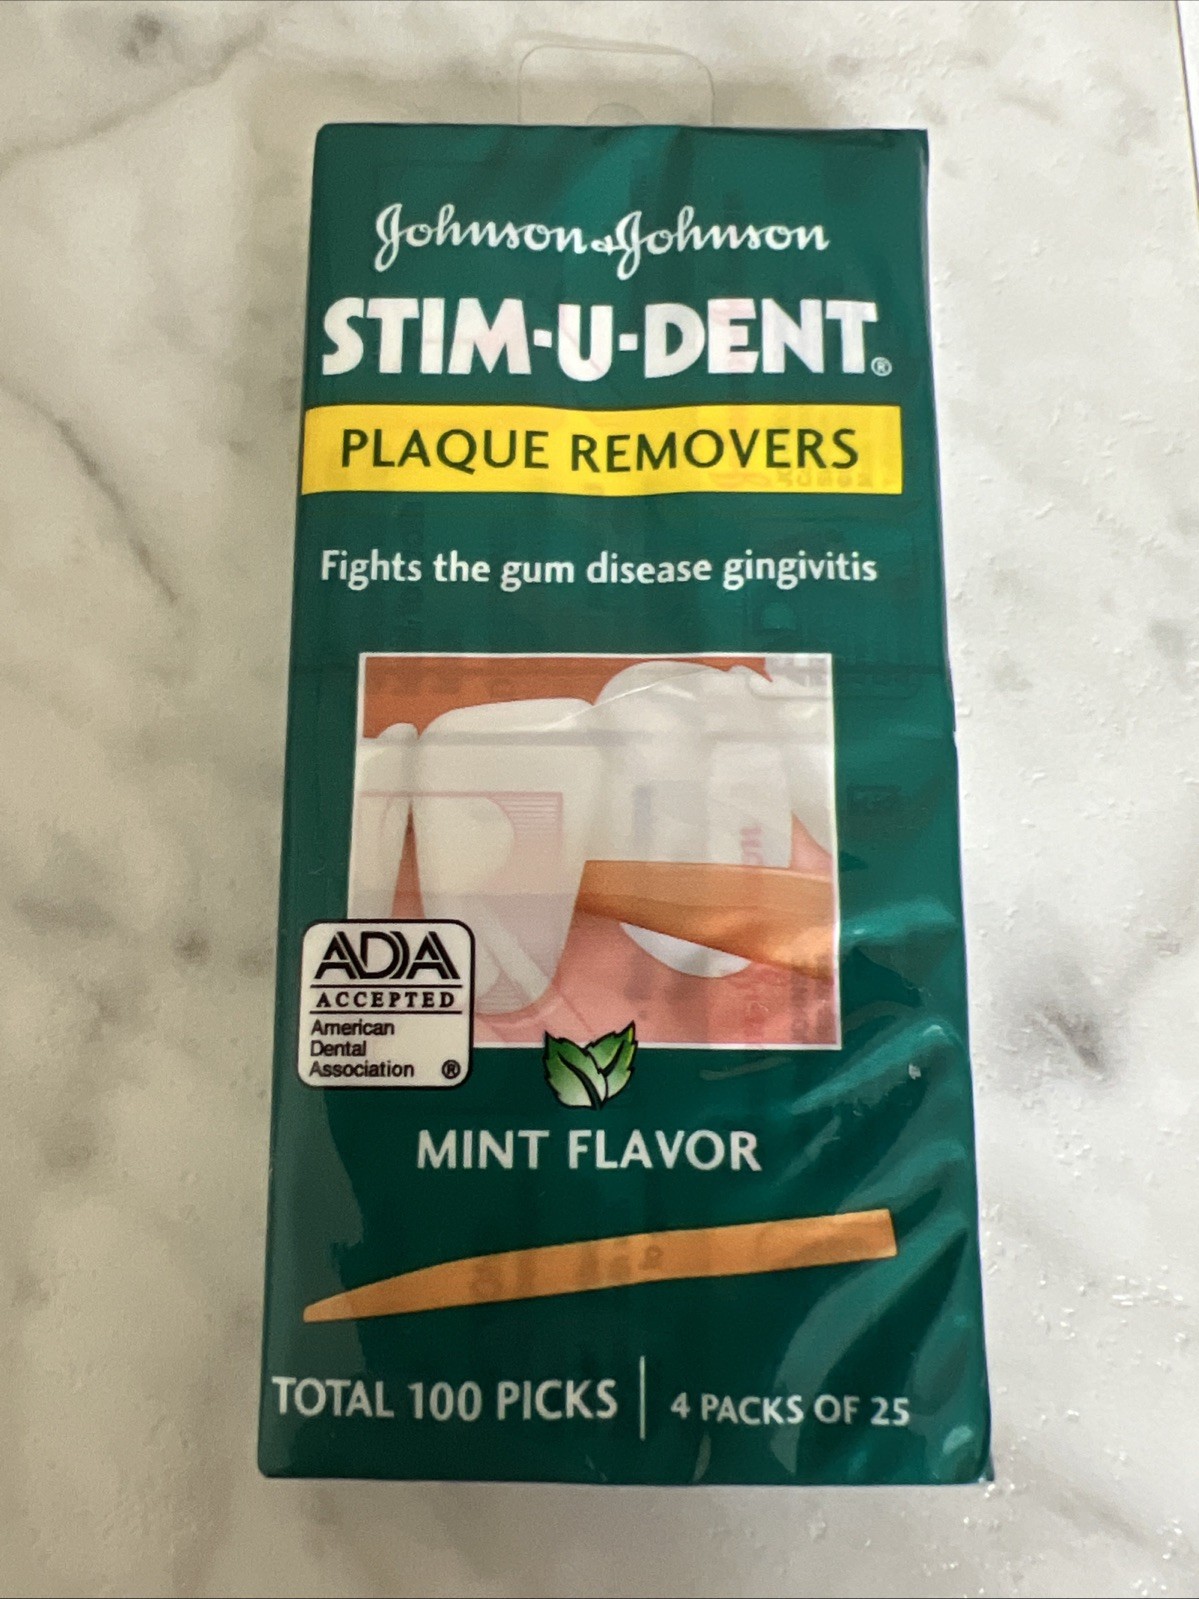 Johnson & Johnson
STIM·U·DENT®
PLAQUE REMOVERS
Fights the gum disease gingivitis
ADA
ACCEPTED
American
Dental
Association ®
MINT FLAVOR
TOTAL 100 PICKS | 4 PACKS OF 25